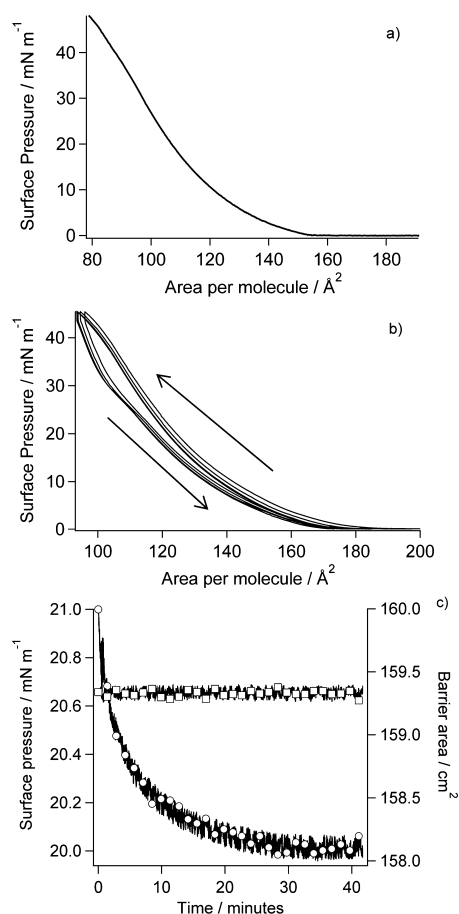 a)
Surface Pressure / mN m⁻¹
40
30
20
10
0
80 100 120 140 160 180
Area per molecule / Å²
b)
Surface Pressure / mN m⁻¹
40
30
20
10
0
100 120 140 160 180 200
Area per molecule / Å²
c)
Surface pressure / mN m⁻¹
21.0
20.8
20.6
20.4
20.2
20.0
160.0
159.5
159.0
158.5
158.0
Barrier area / cm²
0 10 20 30 40
Time / minutes